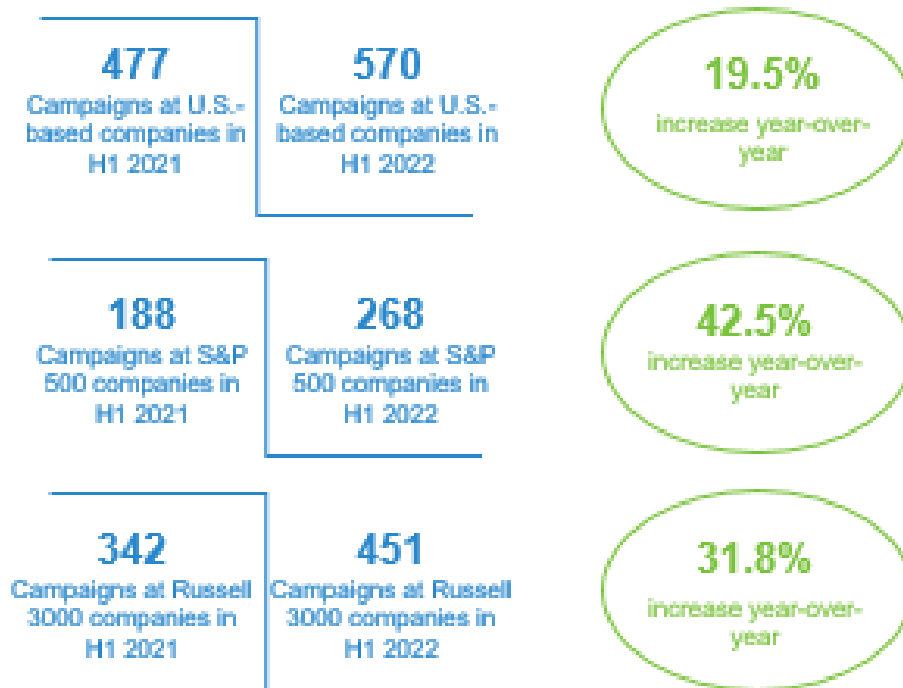 477
Campaigns at U.S.-
based companies in
H1 2021
570
Campaigns at U.S.-
based companies in
H1 2022
19.5%
increase year-over-
year
188
Campaigns at S&P
500 companies in
H1 2021
268
Campaigns at S&P
500 companies in
H1 2022
42.5%
increase year-over-
year
342
Campaigns at Russell
3000 companies in
H1 2021
451
Campaigns at Russell
3000 companies in
H1 2022
31.8%
increase year-over-
year